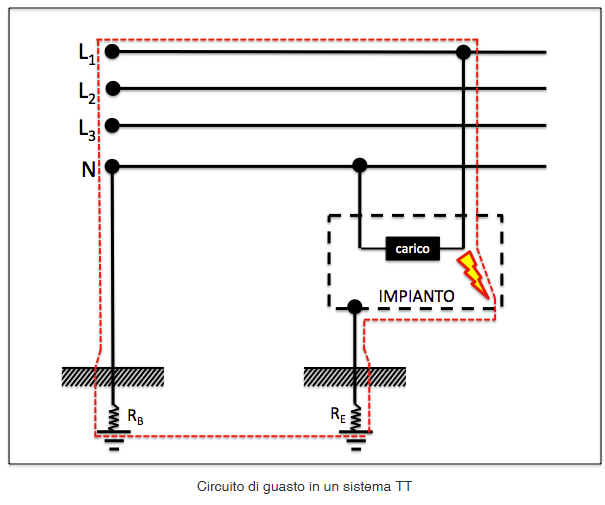 L1
L2
L3
N
carico
IMPIANTO
RB
RE
Circuito di guasto in un sistema TT